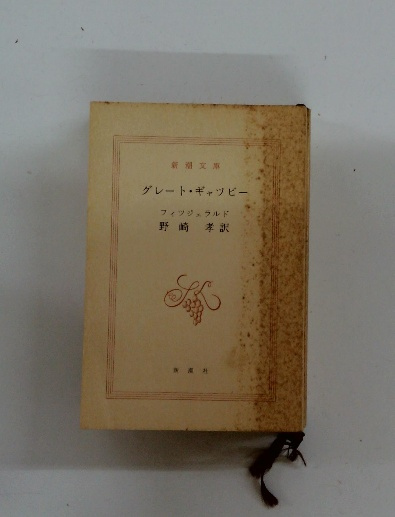 新潮文庫
グレート・ギャツビー
フィツジェラルド
野崎 孝訳
新潮社